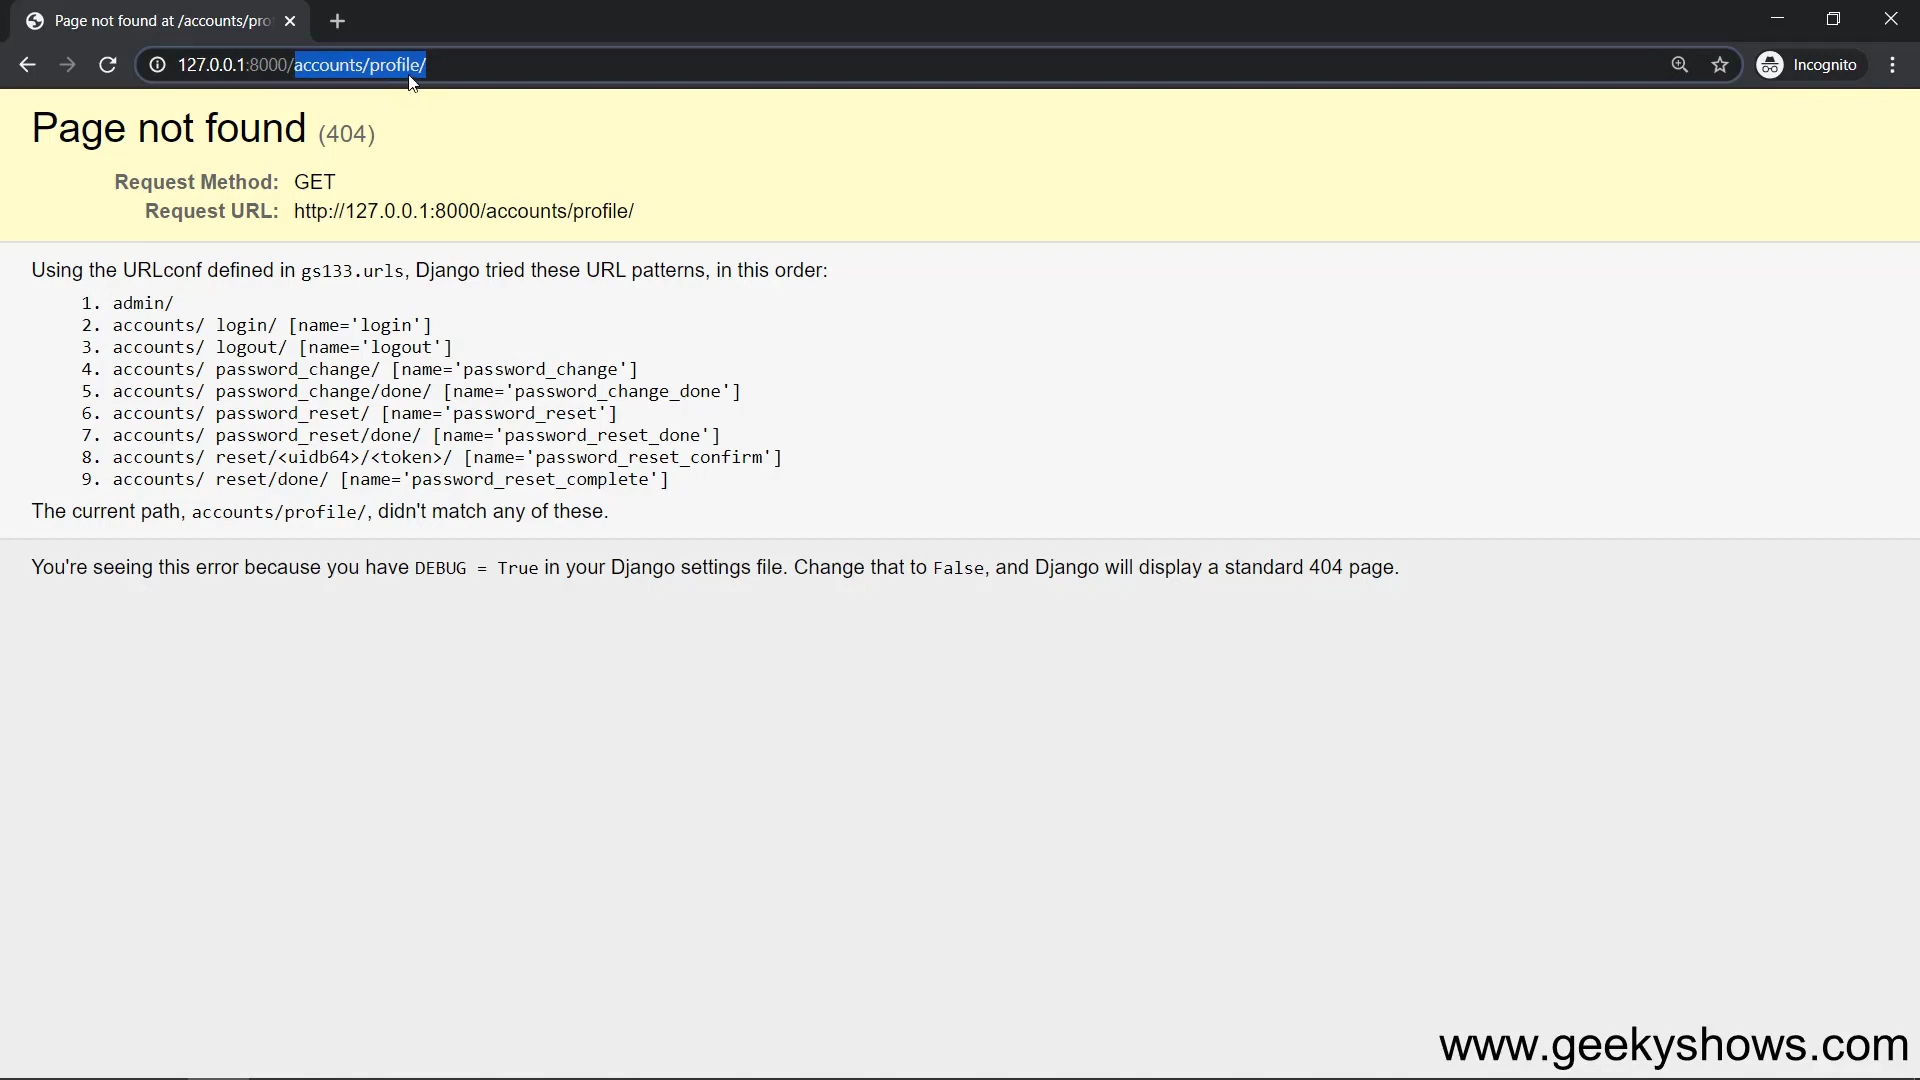 Page not found at /accounts/pro
127.0.0.1:8000/accounts/profile/
Incognito
Page not found (404)
Request Method: GET
Request URL: http://127.0.0.1:8000/accounts/profile/
Using the URLconf defined in gs133.urls, Django tried these URL patterns, in this order:
1. admin/
2. accounts/ login/ [name='login']
3. accounts/ logout/ [name='logout']
4. accounts/ password_change/ [name='password_change']
5. accounts/ password_change/done/ [name='password_change_done']
6. accounts/ password_reset/ [name='password_reset']
7. accounts/ password_reset/done/ [name='password_reset_done']
8. accounts/ reset/<uidb64>/<token>/ [name='password_reset_confirm']
9. accounts/ reset/done/ [name='password_reset_complete']
The current path, accounts/profile/, didn't match any of these.
You're seeing this error because you have DEBUG = True in your Django settings file. Change that to False, and Django will display a standard 404 page.
www.geekyshows.com